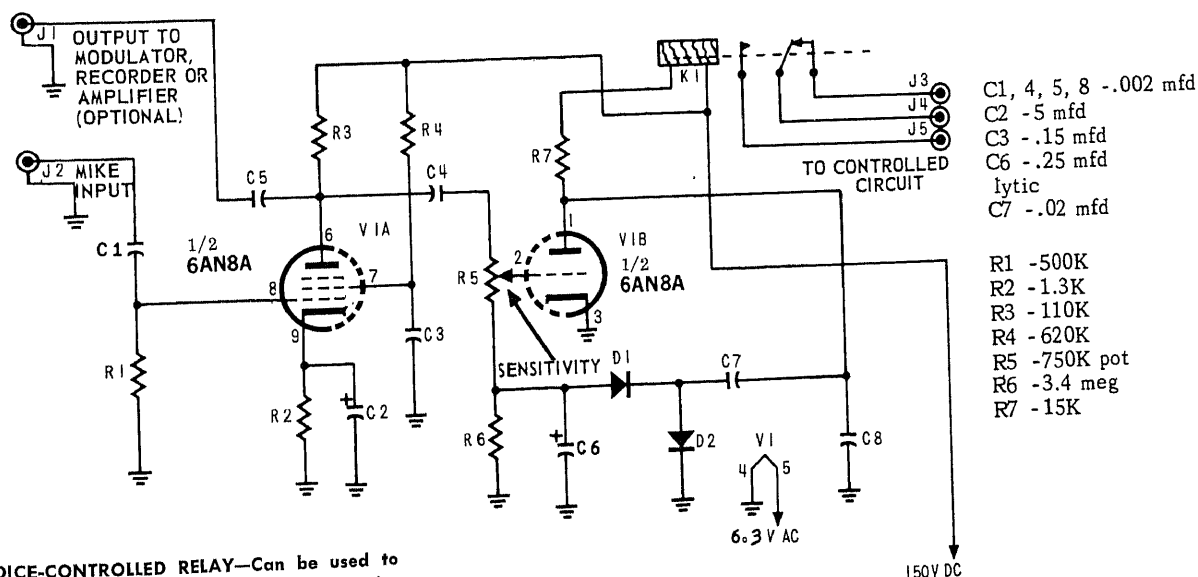 J1
OUTPUT TO
MODULATOR,
RECORDER OR
AMPLIFIER
(OPTIONAL)
J2 MIKE
INPUT
C5
R3
R4
C4
C1
1/2
6AN8A
V1A
6
7
8
9
R1
R2
C2
C3
K1
R7
J3
J4
J5
TO CONTROLLED
CIRCUIT
1
V1B
1/2
6AN8A
2
3
R5
SENSITIVITY
D1
C7
R6
C6
D2
V1
4 5
6.3 V AC
C8
150V DC
C1, 4, 5, 8 -.002 mfd
C2 -5 mfd
C3 -.15 mfd
C6 -.25 mfd
lytic
C7 -.02 mfd
R1 -500K
R2 -1.3K
R3 -110K
R4 -620K
R5 -750K pot
R6 -3.4 meg
R7 -15K
OICE-CONTROLLED RELAY—Can be used to